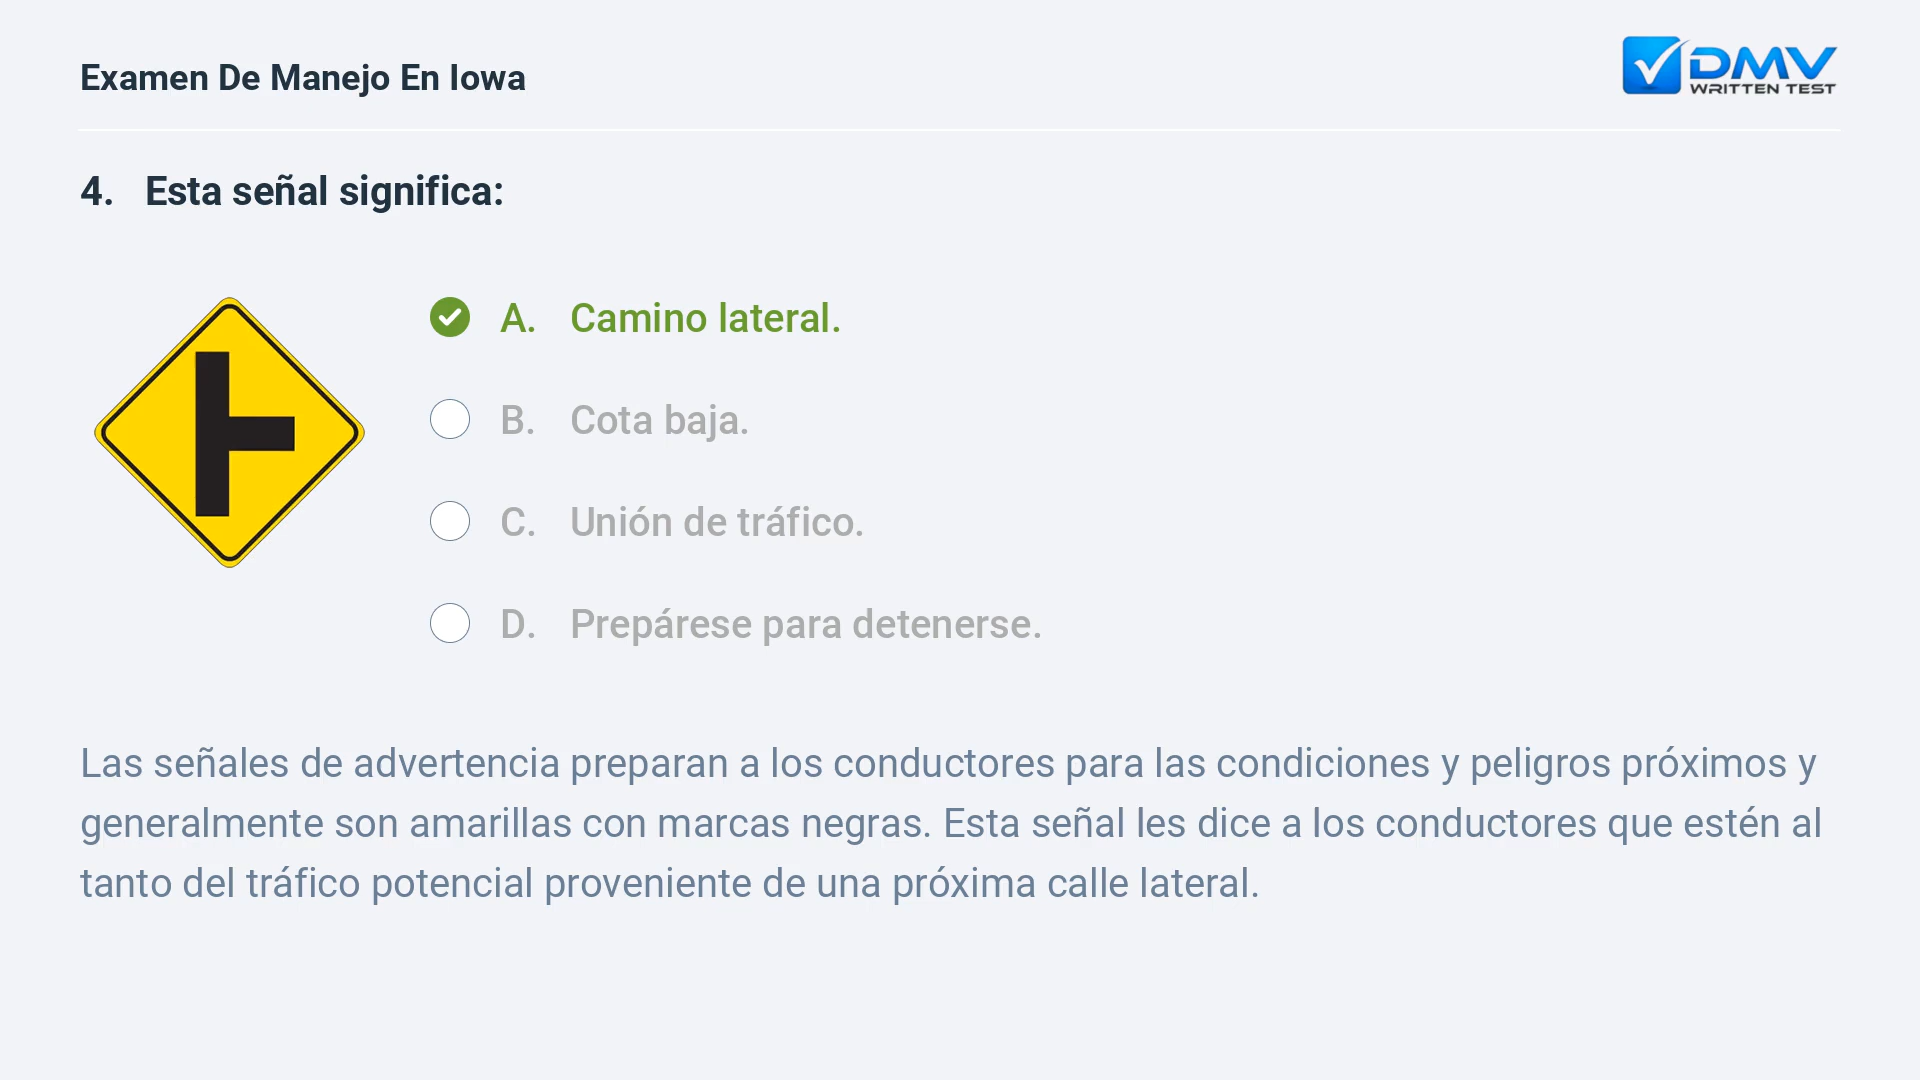 Examen De Manejo En Iowa
DMV
WRITTEN TEST
4. Esta señal significa:
A. Camino lateral.
B. Cota baja.
C. Unión de tráfico.
D. Prepárese para detenerse.
Las señales de advertencia preparan a los conductores para las condiciones y peligros próximos y
generalmente son amarillas con marcas negras. Esta señal les dice a los conductores que estén al
tanto del tráfico potencial proveniente de una próxima calle lateral.